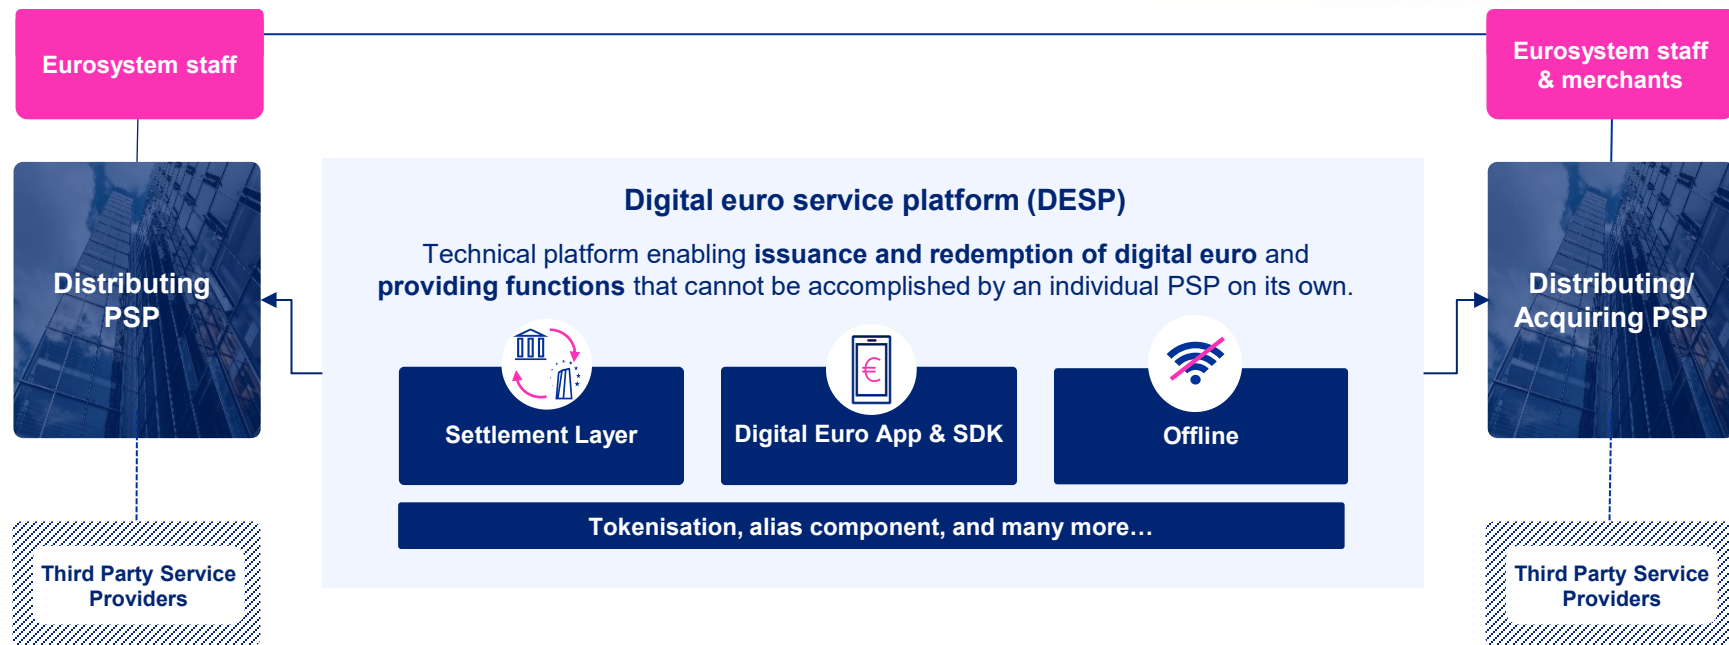 Eurosystem staff
Eurosystem staff
& merchants
Digital euro service platform (DESP)
Technical platform enabling issuance and redemption of digital euro and
providing functions that cannot be accomplished by an individual PSP on its own.
Distributing
PSP
Distributing/
Acquiring PSP
€
Settlement Layer
Digital Euro App & SDK
Offline
Tokenisation, alias component, and many more…
Third Party Service
Providers
Third Party Service
Providers